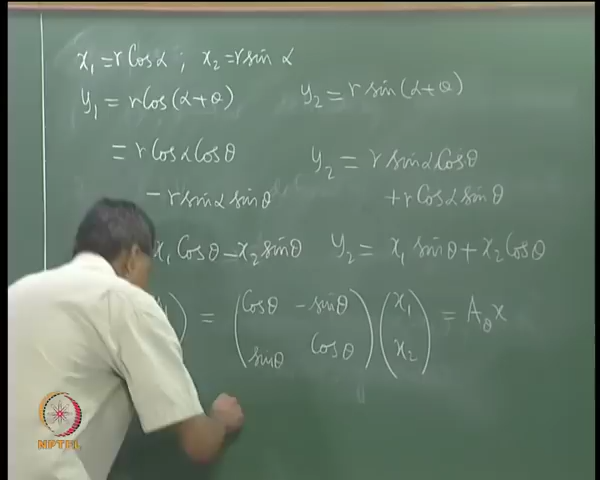 x₁ = r Cos α ; x₂ = r sin α
y₁ = r Cos (α+θ) y₂ = r sin (α+θ)
= r Cos α Cos θ y₂ = r sin α Cos θ
− r sin α sin θ + r Cos α sin θ
x₁ Cos θ − x₂ sin θ y₂ = x₁ sin θ + x₂ Cos θ
) = ( Cos θ − sin θ ) ( x₁ ) = A_θ x
sin θ Cos θ x₂
NPTEL